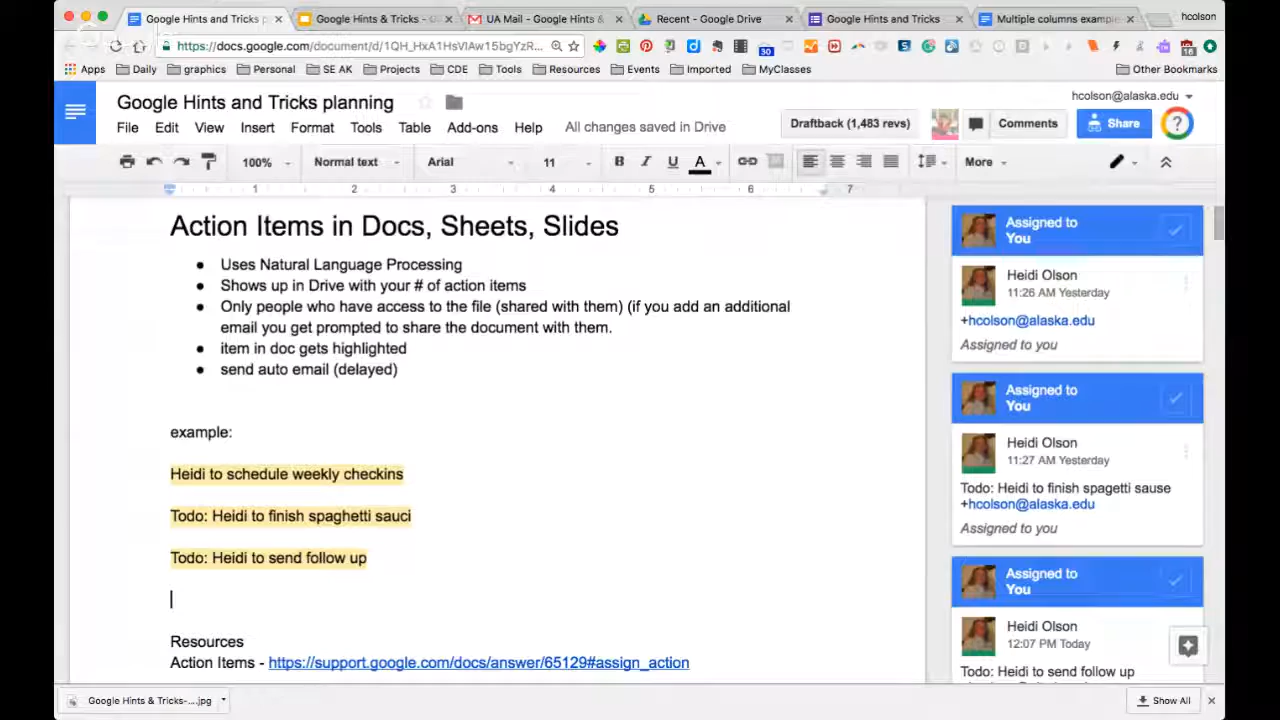 Google Hints and Tricks p
Google Hints & Tricks - G
UA Mail - Google Hints &
Recent - Google Drive
Google Hints and Tricks
Multiple columns example
hcolson
https://docs.google.com/document/d/1QH_HxA1HsVlAw15bgYzR...
30
16
Apps
Daily
graphics
Personal
SE AK
Projects
CDE
Tools
Resources
Events
Imported
MyClasses
Other Bookmarks
Google Hints and Tricks planning
hcolson@alaska.edu
File Edit View Insert Format Tools Table Add-ons Help All changes saved in Drive
Draftback (1,483 revs)
Comments
Share
?
100% Normal text Arial 11 B I U A More
1 2 3 4 5 6 7
Action Items in Docs, Sheets, Slides
● Uses Natural Language Processing
● Shows up in Drive with your # of action items
● Only people who have access to the file (shared with them) (if you add an additional
email you get prompted to share the document with them.
● item in doc gets highlighted
● send auto email (delayed)
example:
Heidi to schedule weekly checkins
Todo: Heidi to finish spaghetti sauci
Todo: Heidi to send follow up
Resources
Action Items - https://support.google.com/docs/answer/65129#assign_action
Assigned to
You
Heidi Olson
11:26 AM Yesterday
+hcolson@alaska.edu
Assigned to you
Assigned to
You
Heidi Olson
11:27 AM Yesterday
Todo: Heidi to finish spagetti sause
+hcolson@alaska.edu
Assigned to you
Assigned to
You
Heidi Olson
12:07 PM Today
Todo: Heidi to send follow up
Google Hints & Tricks-....jpg
Show All